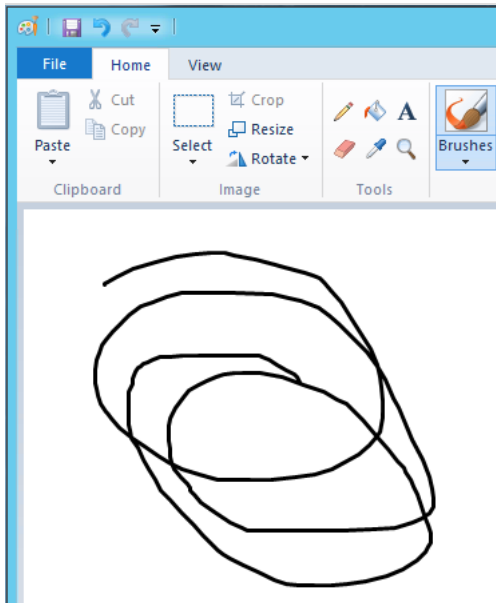 File Home View
Cut Crop
Copy Resize A
Paste Select Rotate Brushes
Clipboard Image Tools